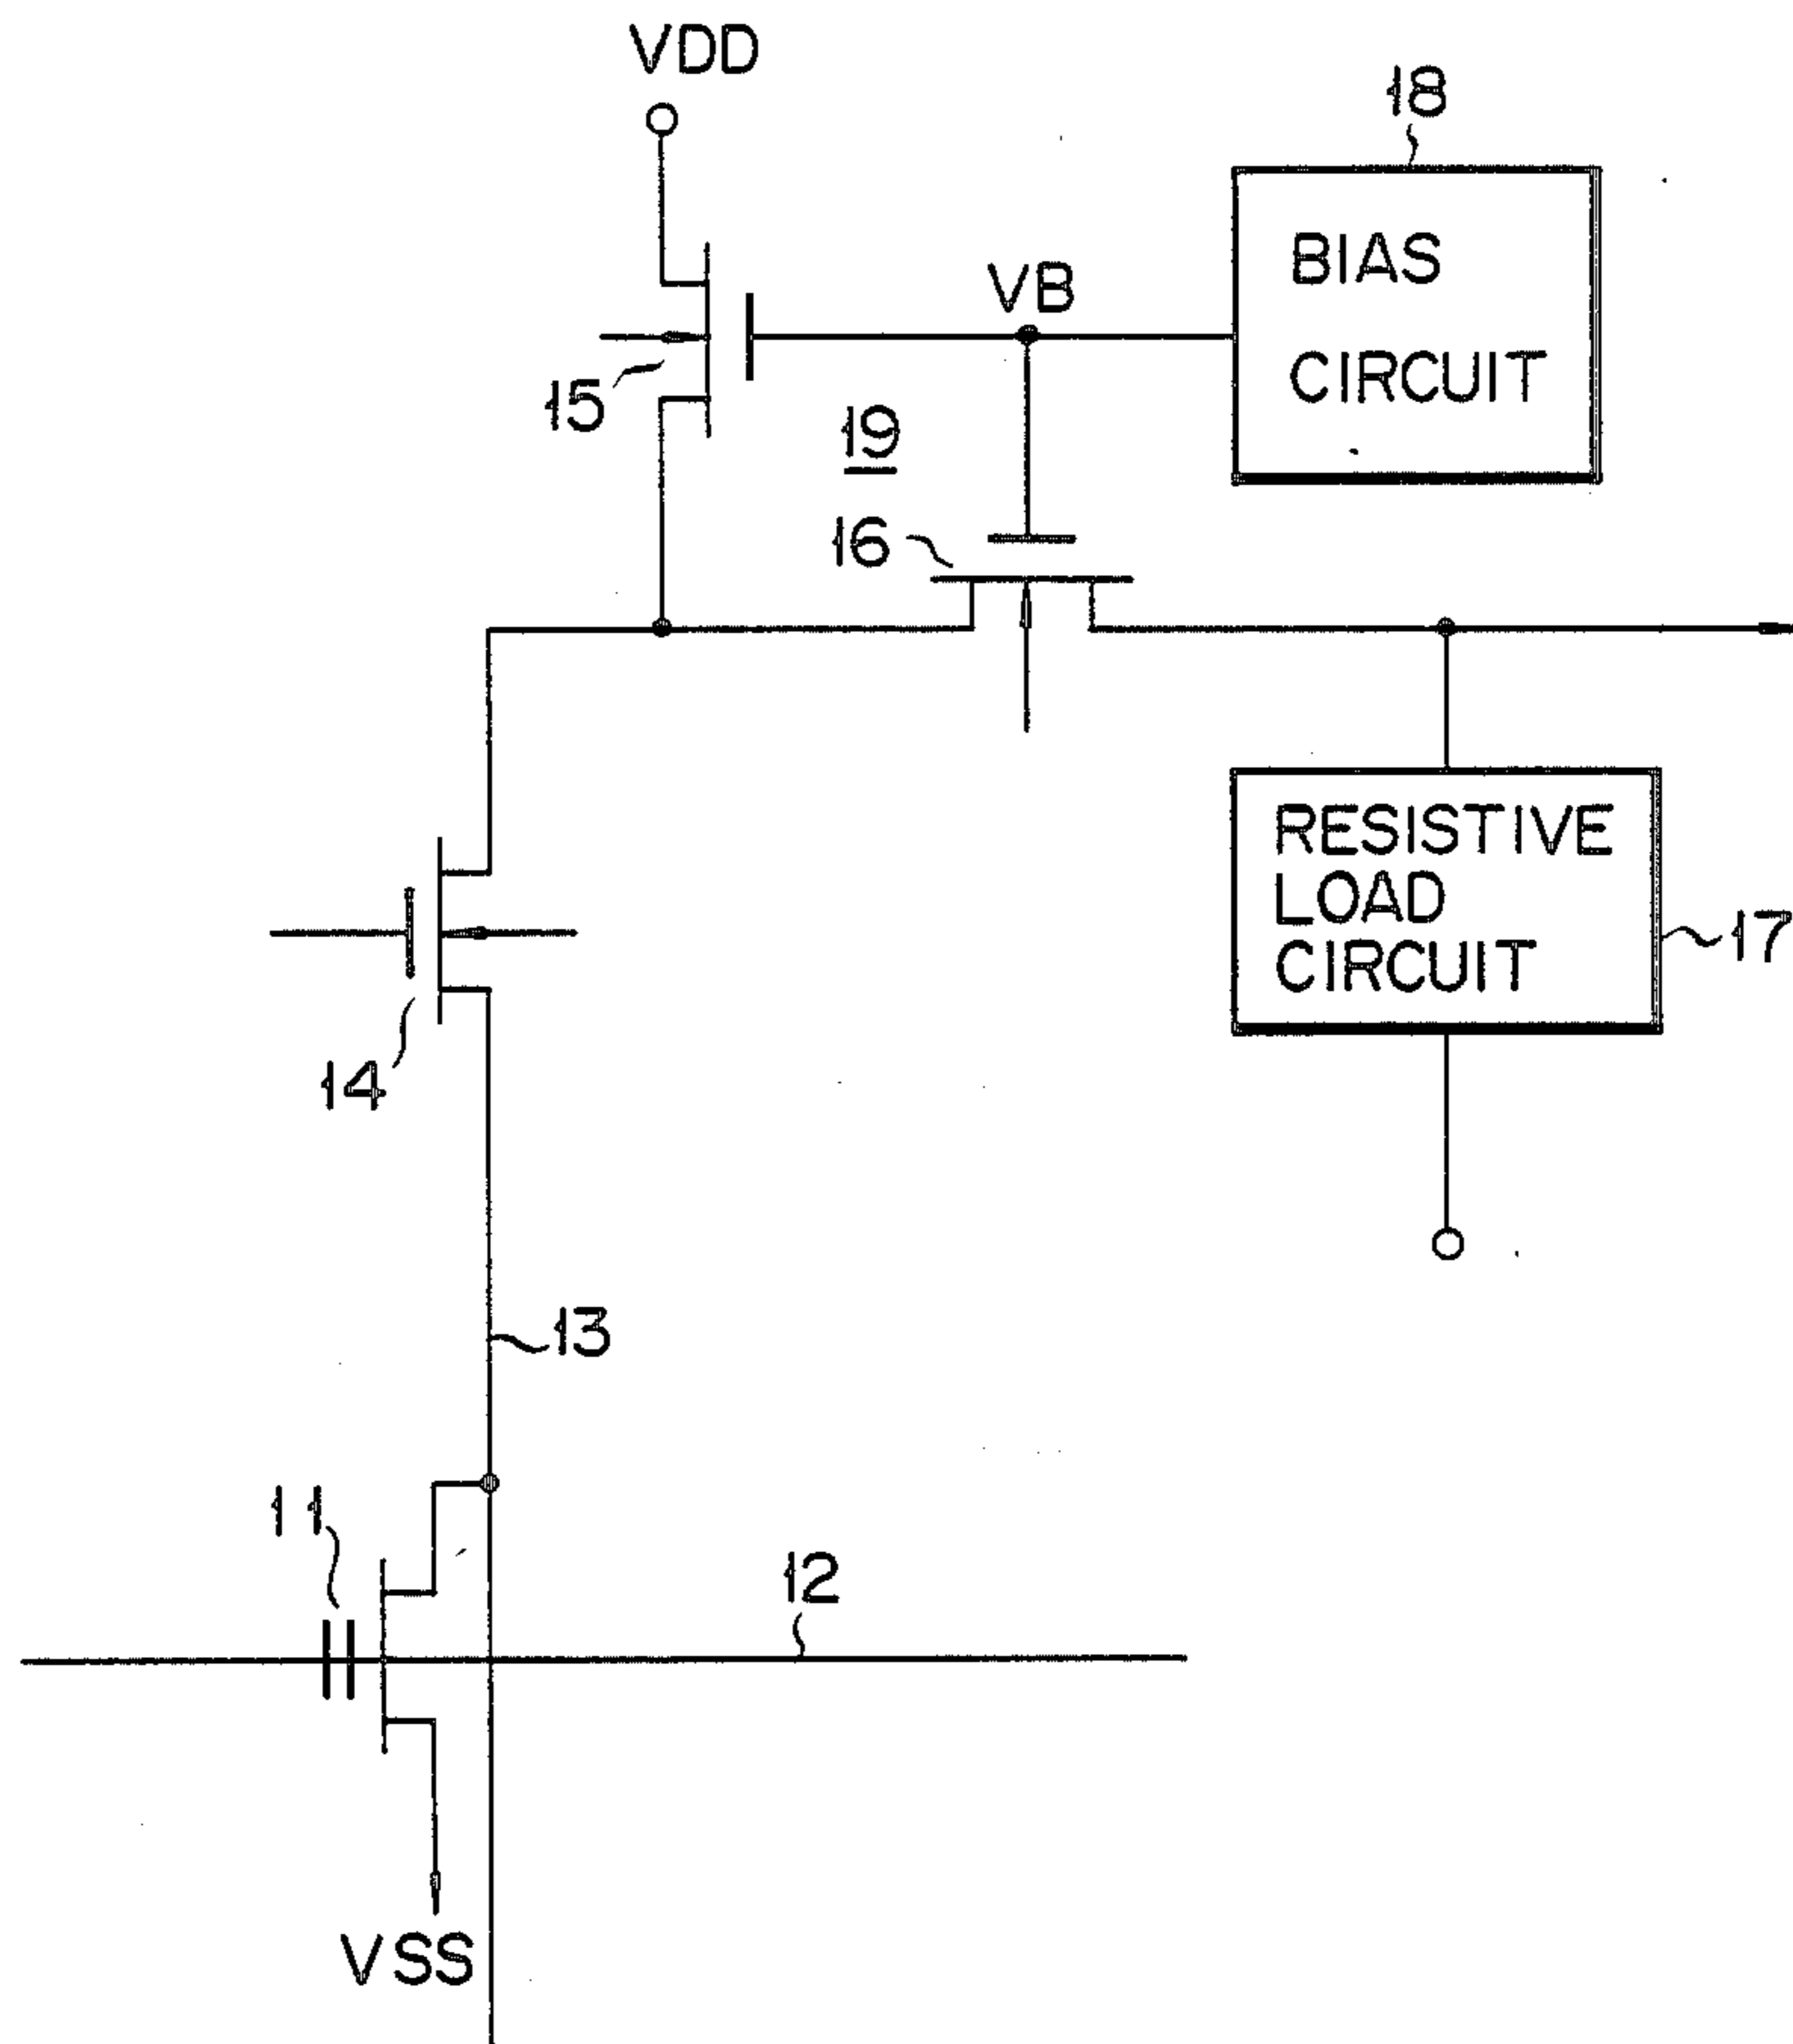 VDD
18
BIAS
CIRCUIT
VB
15
19
16
RESISTIVE
LOAD
CIRCUIT
17
14
13
11
12
VSS